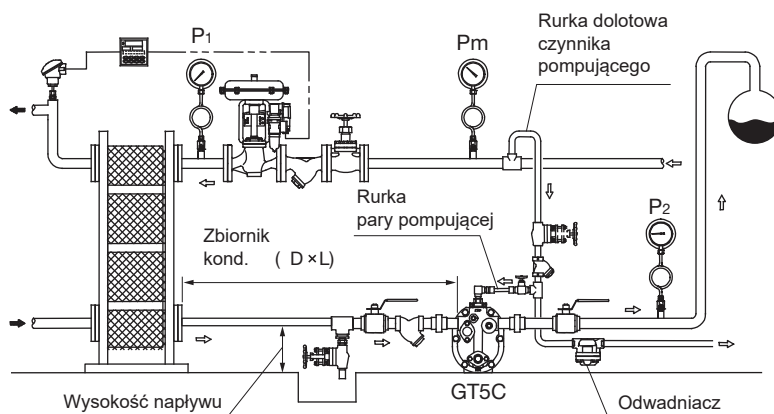 P1
Pm
Rurka dolotowa
czynnika
pompującego
Rurka
pary pompującej
P2
Zbiornik
kond. ( D×L)
GT5C
Wysokość napływu
Odwadniacz